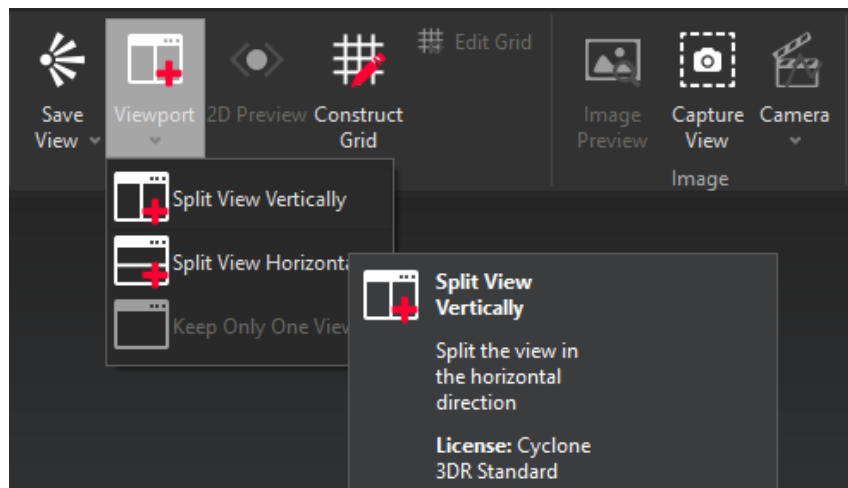 Save
View
Viewport
2D Preview
Construct
Grid
Edit Grid
Image
Preview
Capture
View
Camera
Image
Split View Vertically
Split View Horizonta
Keep Only One View
Split View
Vertically
Split the view in
the horizontal
direction
License: Cyclone
3DR Standard